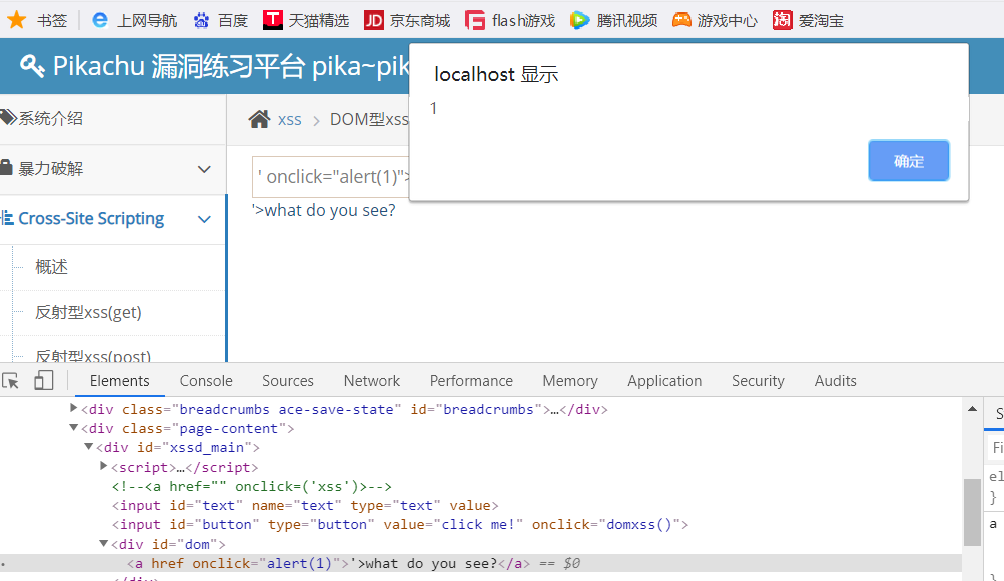 书签 上网导航 百度 天猫精选 京东商城 flash游戏 腾讯视频 游戏中心 爱淘宝
Pikachu 漏洞练习平台 pika~pik
localhost 显示
1
确定
系统介绍
xss > DOM型xss
暴力破解
' onclick="alert(1)">
'>what do you see?
Cross-Site Scripting
概述
反射型xss(get)
反射型xss(post)
Elements Console Sources Network Performance Memory Application Security Audits
<div class="breadcrumbs ace-save-state" id="breadcrumbs">…</div>
<div class="page-content">
<div id="xssd_main">
<script>…</script>
<!--<a href="" onclick=('xss')>-->
<input id="text" name="text" type="text" value>
<input id="button" type="button" value="click me!" onclick="domxss()">
<div id="dom">
<a href onclick="alert(1)">'>what do you see?</a> == $0
</div>
S
Fi
el
}
a
}